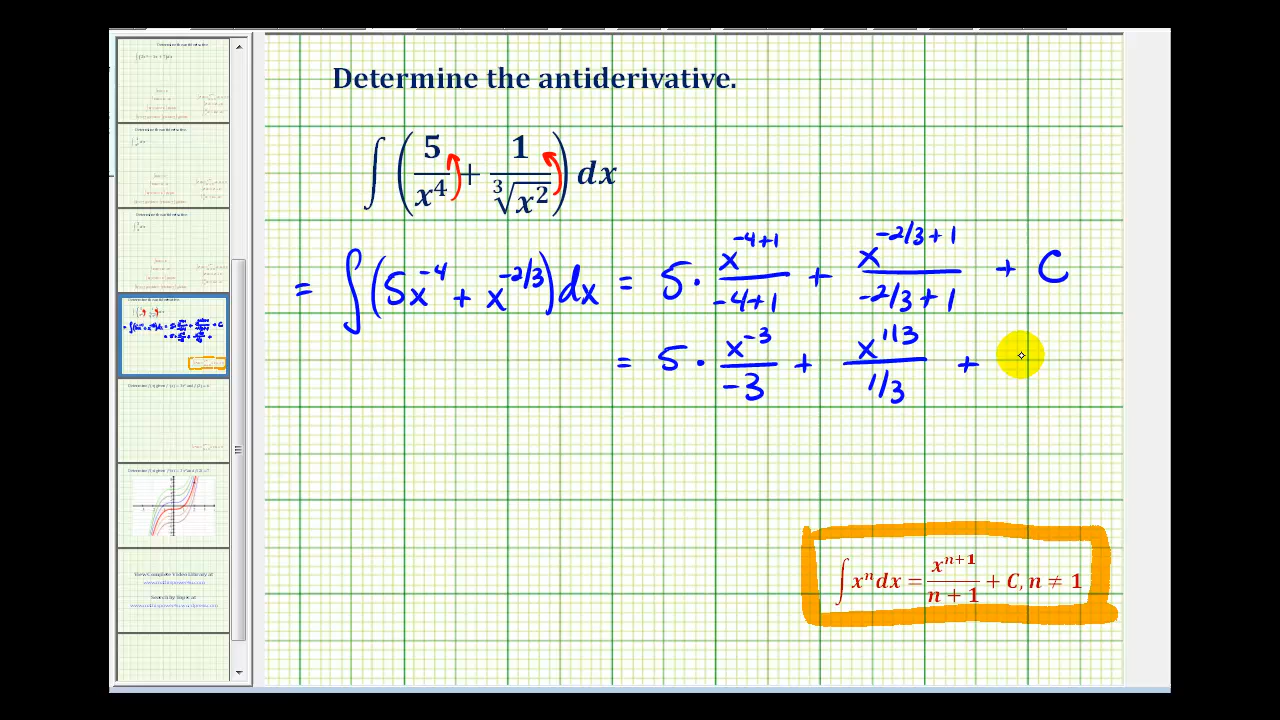 Determine the antiderivative.
∫ (5/x⁴ + 1/∛x²) dx
= ∫ (5x⁻⁴ + x^(-2/3)) dx = 5 · x^(-4+1)/(-4+1) + x^(-2/3+1)/(-2/3+1) + C
= 5 · x⁻³/-3 + x^(1/3)/(1/3) +
∫ xⁿ dx = xⁿ⁺¹/(n + 1) + C, n ≠ 1